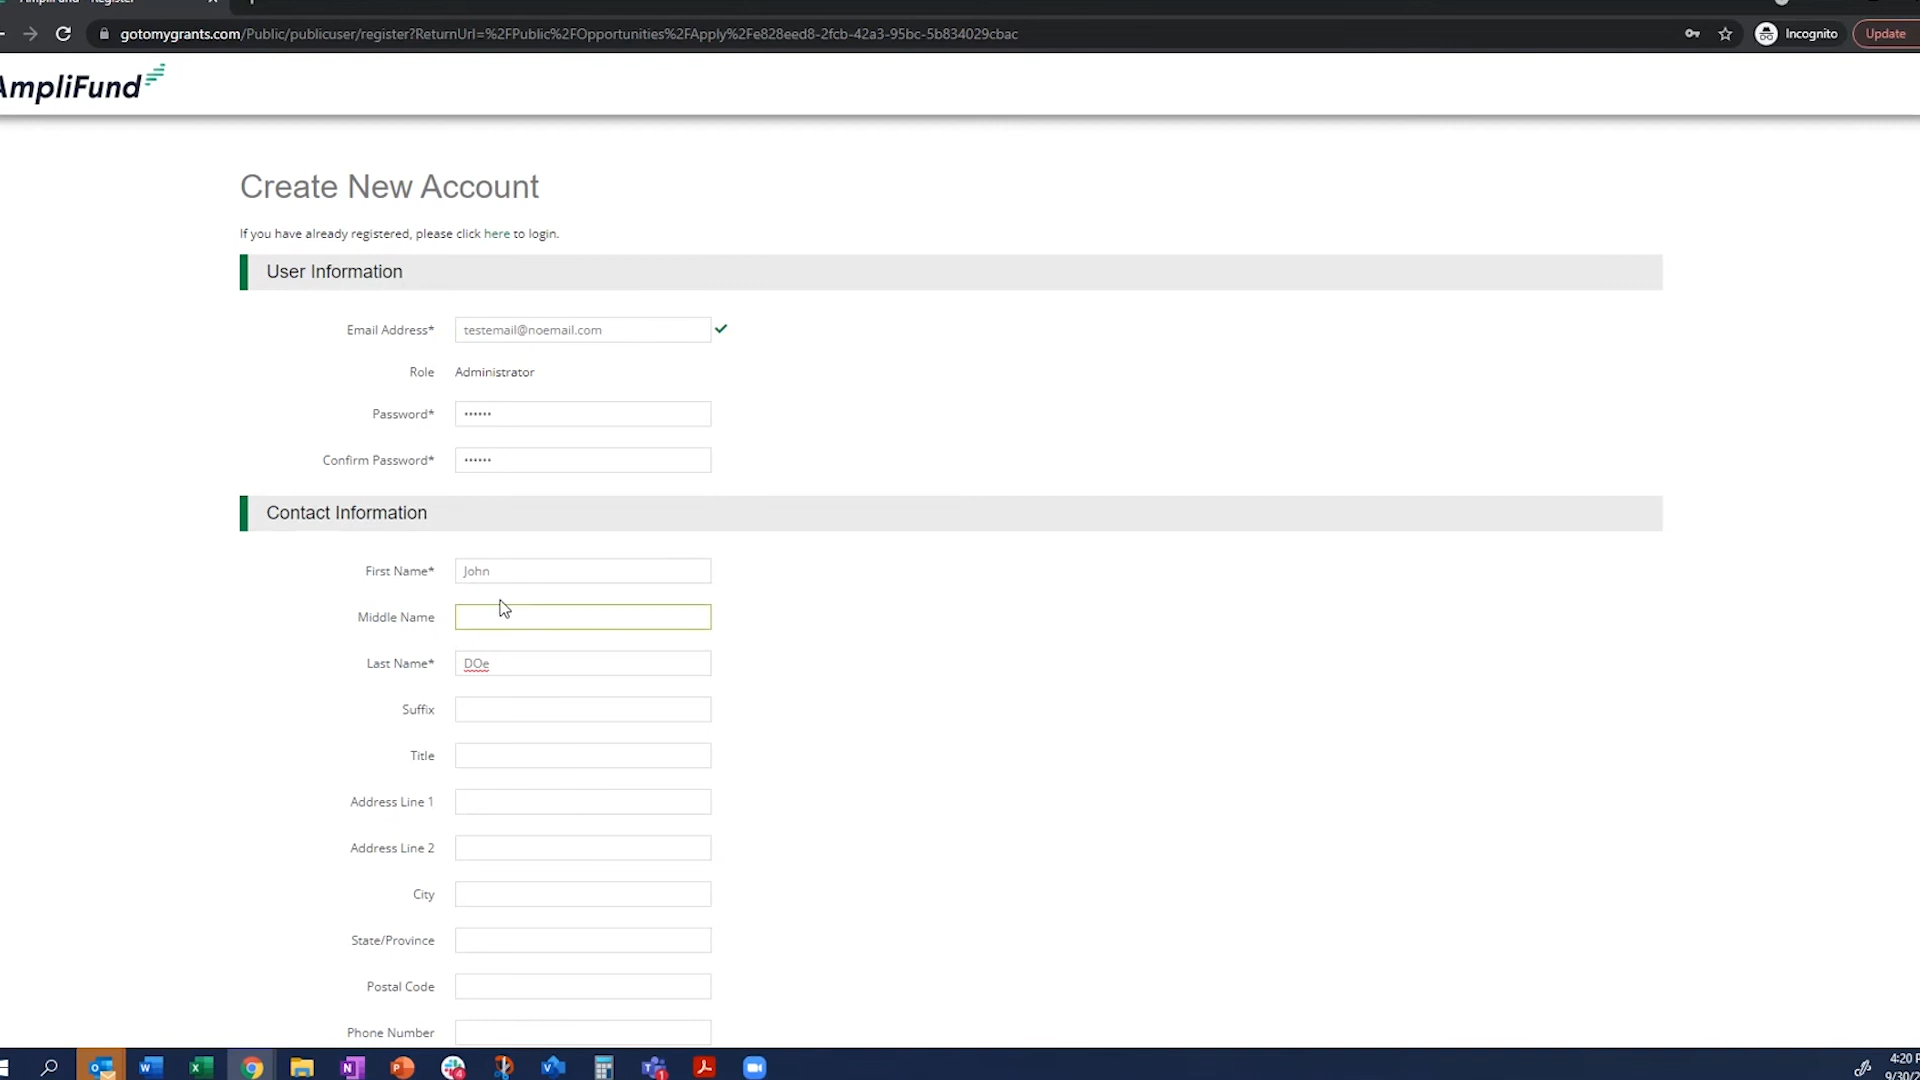 gotomygrants.com/Public/publicuser/register?ReturnUrl=%2FPublic%2FOpportunities%2FApply%2Fe828eed8-2fcb-42a3-95bc-5b834029cbac
Incognito
Update
AmpliFund
Create New Account
If you have already registered, please click here to login.
User Information
Email Address* testemail@noemail.com
Role Administrator
Password* ••••••
Confirm Password* ••••••
Contact Information
First Name* John
Middle Name
Last Name* DOe
Suffix
Title
Address Line 1
Address Line 2
City
State/Province
Postal Code
Phone Number
4:20 P
9/30/2